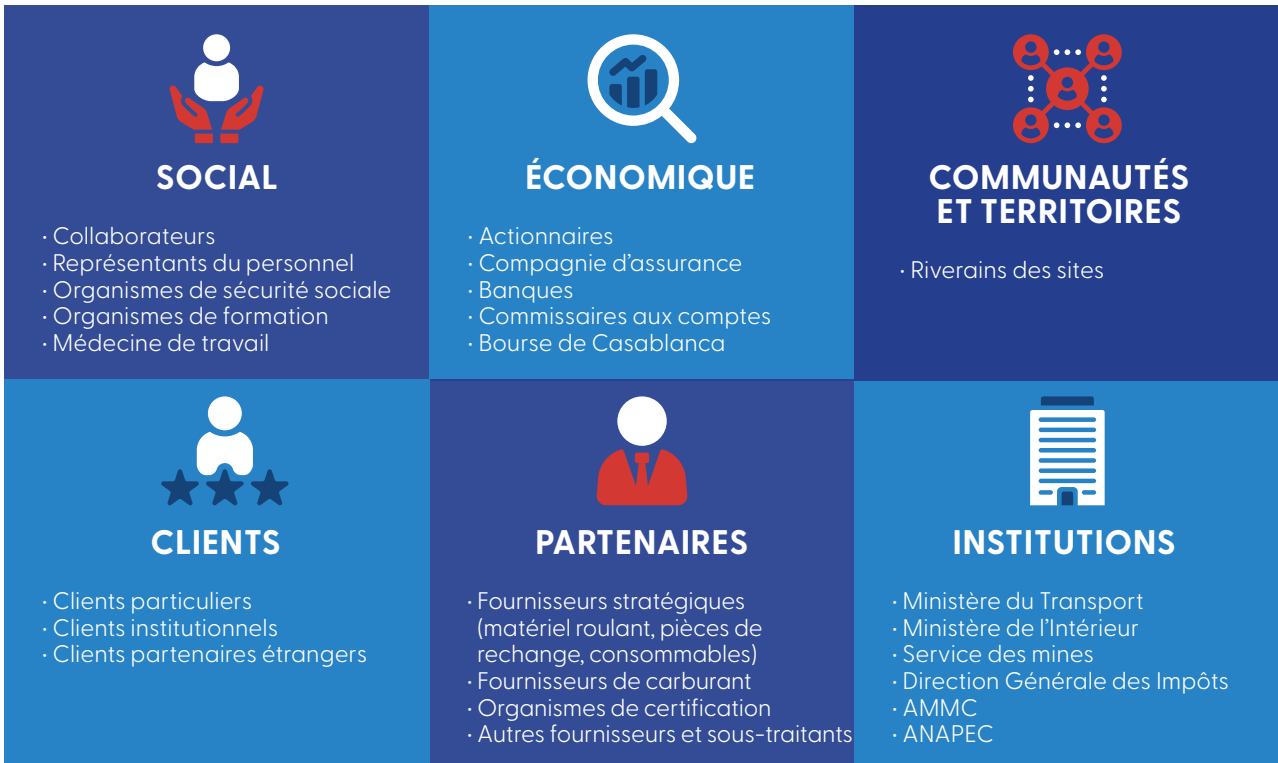 SOCIAL
· Collaborateurs
· Représentants du personnel
· Organismes de sécurité sociale
· Organismes de formation
· Médecine de travail
ÉCONOMIQUE
· Actionnaires
· Compagnie d’assurance
· Banques
· Commissaires aux comptes
· Bourse de Casablanca
COMMUNAUTÉS
ET TERRITOIRES
· Riverains des sites
CLIENTS
· Clients particuliers
· Clients institutionnels
· Clients partenaires étrangers
PARTENAIRES
· Fournisseurs stratégiques
(matériel roulant, pièces de
rechange, consommables)
· Fournisseurs de carburant
· Organismes de certification
· Autres fournisseurs et sous-traitants
INSTITUTIONS
· Ministère du Transport
· Ministère de l’Intérieur
· Service des mines
· Direction Générale des Impôts
· AMMC
· ANAPEC